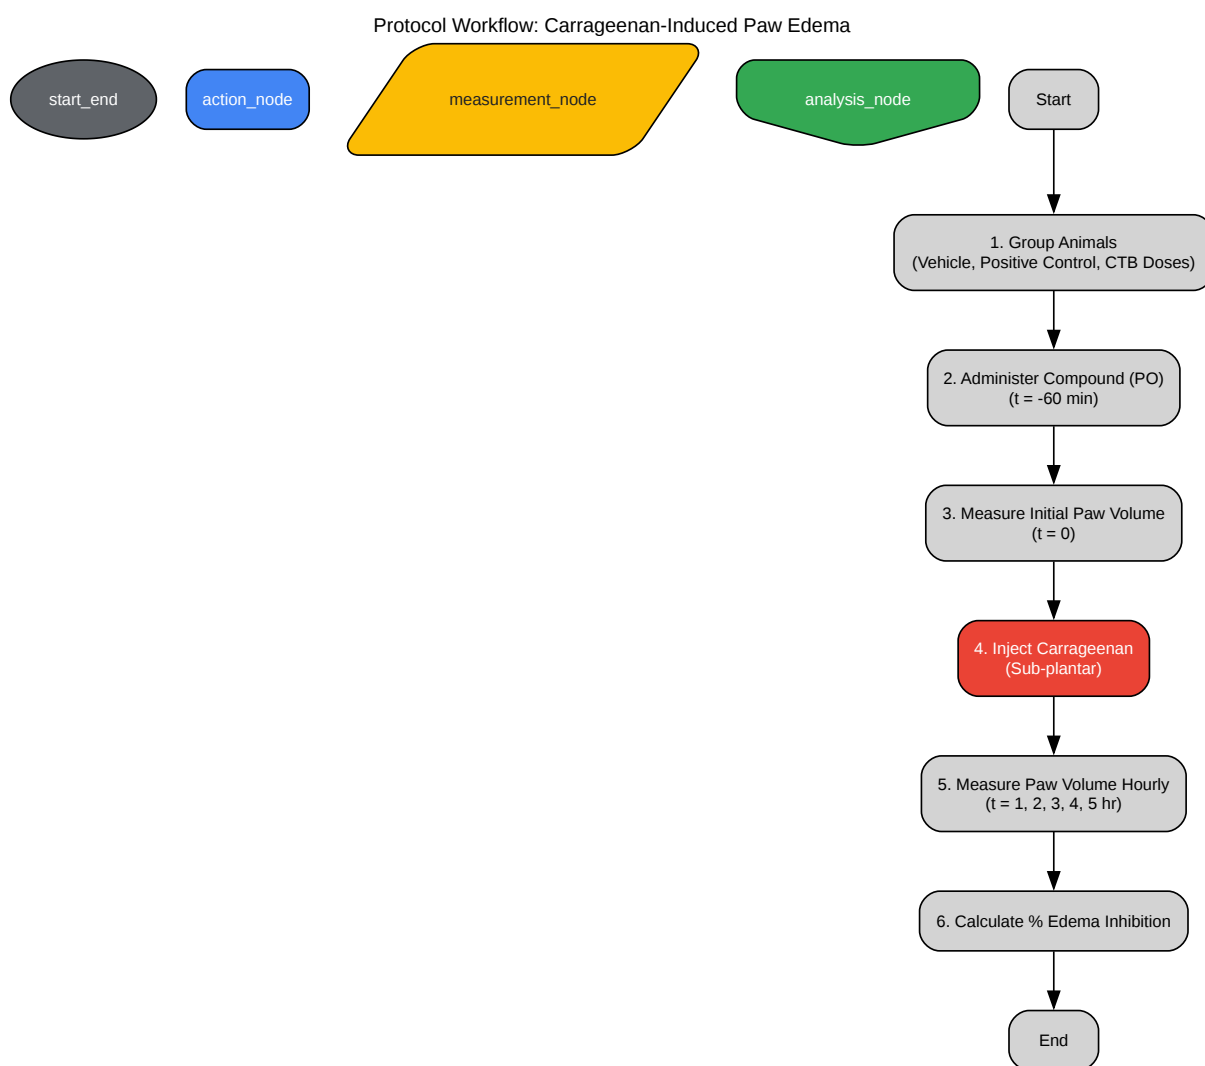 Protocol Workflow: Carrageenan-Induced Paw Edema
start_end
action_node
measurement_node
analysis_node
Start
1. Group Animals
(Vehicle, Positive Control, CTB Doses)
2. Administer Compound (PO)
(t = -60 min)
3. Measure Initial Paw Volume
(t = 0)
4. Inject Carrageenan
(Sub-plantar)
5. Measure Paw Volume Hourly
(t = 1, 2, 3, 4, 5 hr)
6. Calculate % Edema Inhibition
End